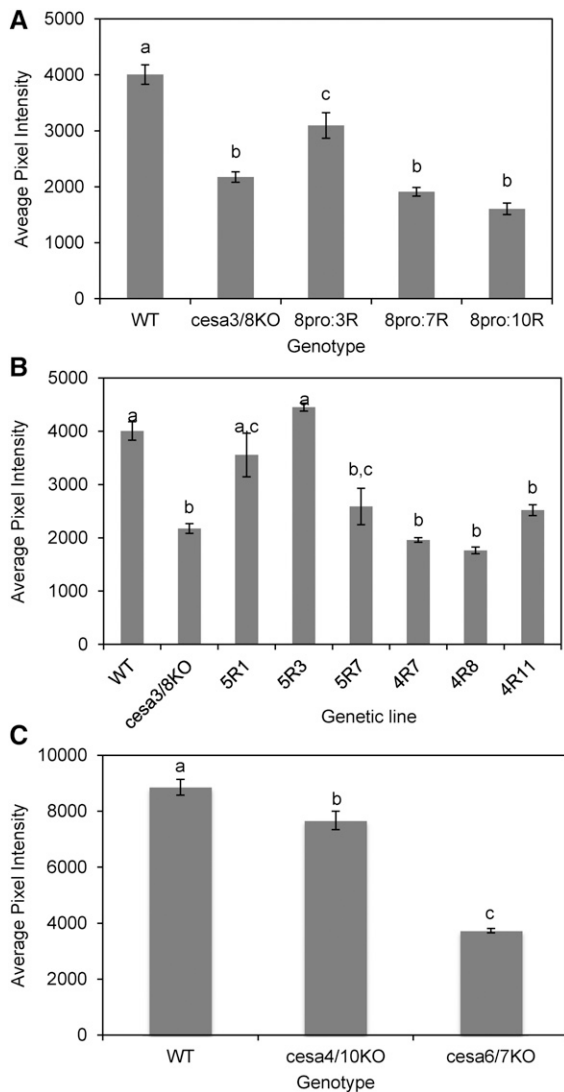 A
Aveage Pixel Intensity
5000
4000
3000
2000
1000
0
a
b
c
b
b
WT cesa3/8KO 8pro:3R 8pro:7R 8pro:10R
Genotype
B
Average Pixel Intensity
5000
4000
3000
2000
1000
0
a
b
a,c
a
b,c
b
b
b
WT cesa3/8KO 5R1 5R3 5R7 4R7 4R8 4R11
Genetic line
C
Average Pixel Intensity
10000
8000
6000
4000
2000
0
a
b
c
WT cesa4/10KO cesa6/7KO
Genotype